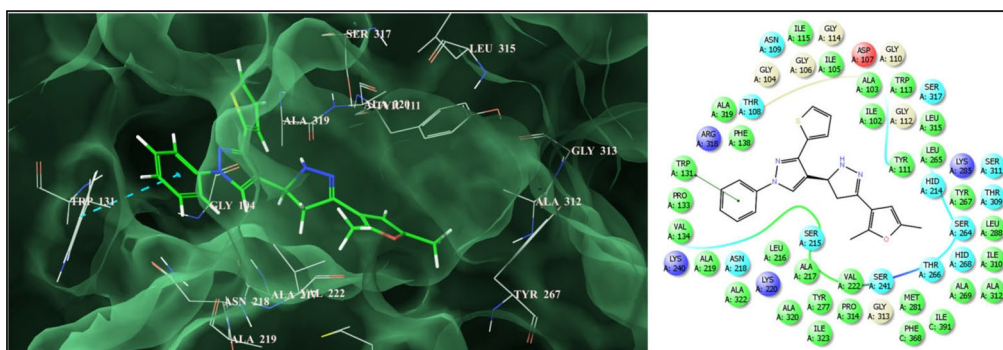 SER 317
LEU 315
ALA 319
GLY 313
TRP 131
GLY 104
ALA 312
ASN 218
VAL 222
TYR 267
ALA 219
ASN
A: 109
ILE
A: 115
GLY
A: 114
ASP
A: 107
GLY
A: 110
GLY
A: 104
GLY
A: 106
ILE
A: 105
ALA
A: 103
TRP
A: 113
SER
A: 317
ALA
A: 319
THR
A: 108
ILE
A: 102
GLY
A: 112
LEU
A: 315
ARG
A: 318
PHE
A: 138
S
TYR
A: 111
LEU
A: 265
LYS
A: 285
SER
A: 311
TRP
A: 131
N
N
NH
N
HID
A: 214
TYR
A: 267
THR
A: 309
PRO
A: 133
VAL
A: 134
SER
A: 215
O
SER
A: 264
LEU
A: 288
LYS
A: 240
ALA
A: 219
ASN
A: 218
LEU
A: 216
ALA
A: 217
VAL
A: 222
SER
A: 241
THR
A: 266
HID
A: 268
ILE
A: 310
ALA
A: 322
LYS
A: 220
ALA
A: 320
TYR
A: 277
PRO
A: 314
GLY
A: 313
MET
A: 281
ALA
A: 269
ALA
A: 312
ILE
A: 323
PHE
C: 368
ILE
C: 391